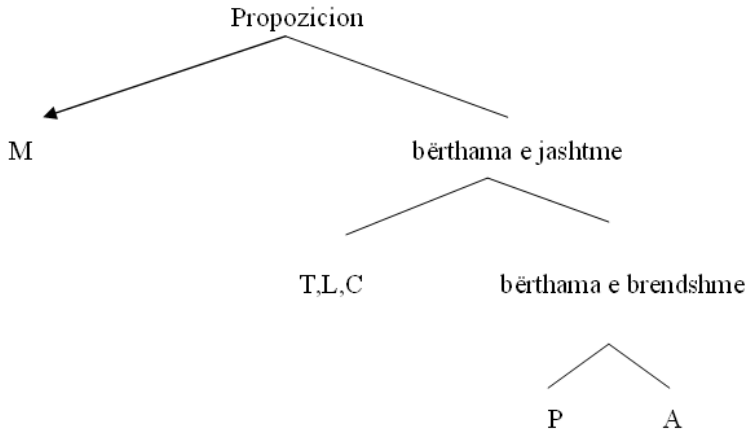 Propozicion
M
bërthama e jashtme
T,L,C
bërthama e brendshme
P
A